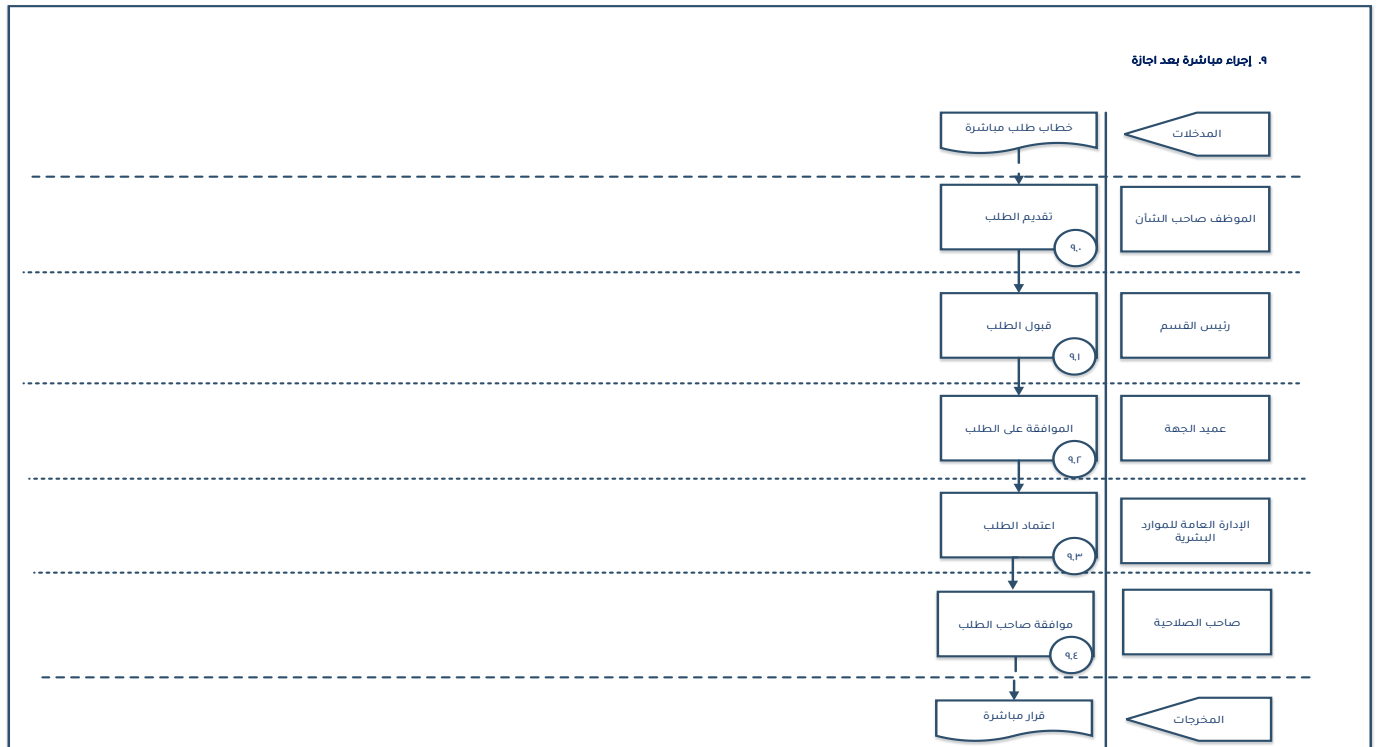 ٩. إجراء مباشرة بعد اجازة
المدخلات
خطاب طلب مباشرة
الموظف صاحب الشأن
تقديم الطلب
٩.٠
رئيس القسم
قبول الطلب
٩.١
عميد الجهة
الموافقة على الطلب
٩.٢
الإدارة العامة للموارد
البشرية
اعتماد الطلب
٩.٣
صاحب الصلاحية
موافقة صاحب الطلب
٩.٤
المخرجات
قرار مباشرة